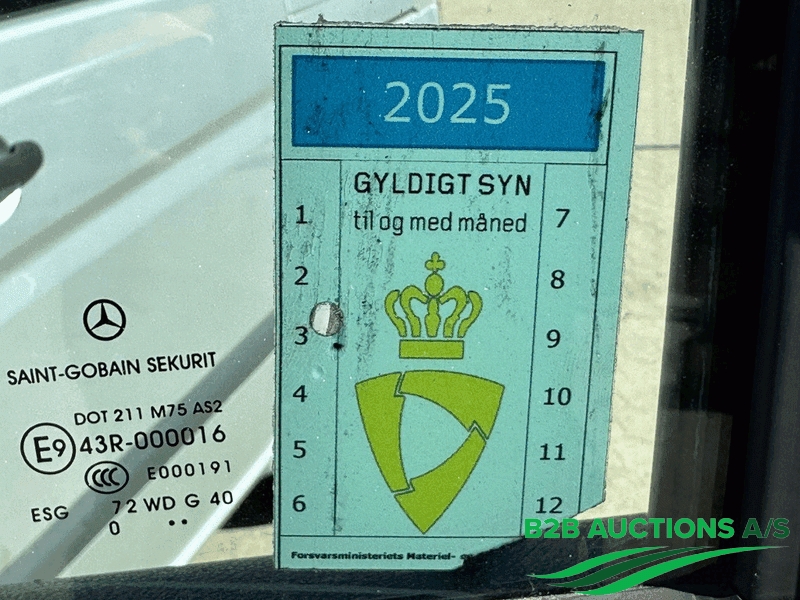 2025
GYLDIGT SYN
til og med måned
1
2
3
4
5
6
7
8
9
10
11
12
Forsvarsministeriets Materiel-
SAINT-GOBAIN SEKURIT
DOT 211 M75 AS2
E9 43R-000016
CCC E000191
ESG 72 WD G 40
0 ••
B2B AUCTIONS A/S